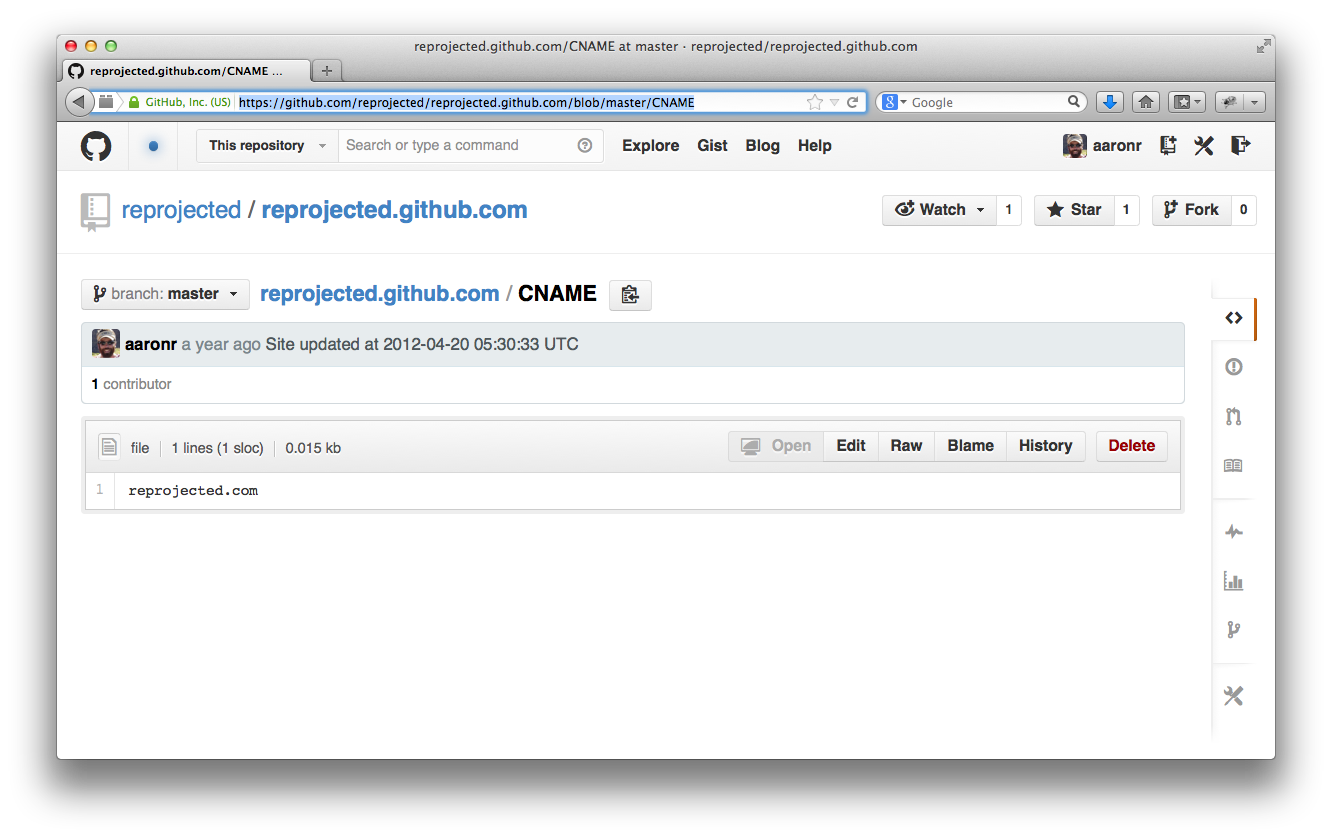 reprojected.github.com/CNAME at master · reprojected/reprojected.github.com
reprojected.github.com/CNAME ...
GitHub, Inc. (US) https://github.com/reprojected/reprojected.github.com/blob/master/CNAME
8 Google
This repository Search or type a command Explore Gist Blog Help aaronr
reprojected / reprojected.github.com Watch 1 Star 1 Fork 0
branch: master reprojected.github.com / CNAME
aaronr a year ago Site updated at 2012-04-20 05:30:33 UTC
1 contributor
file 1 lines (1 sloc) 0.015 kb Open Edit Raw Blame History Delete
1 reprojected.com